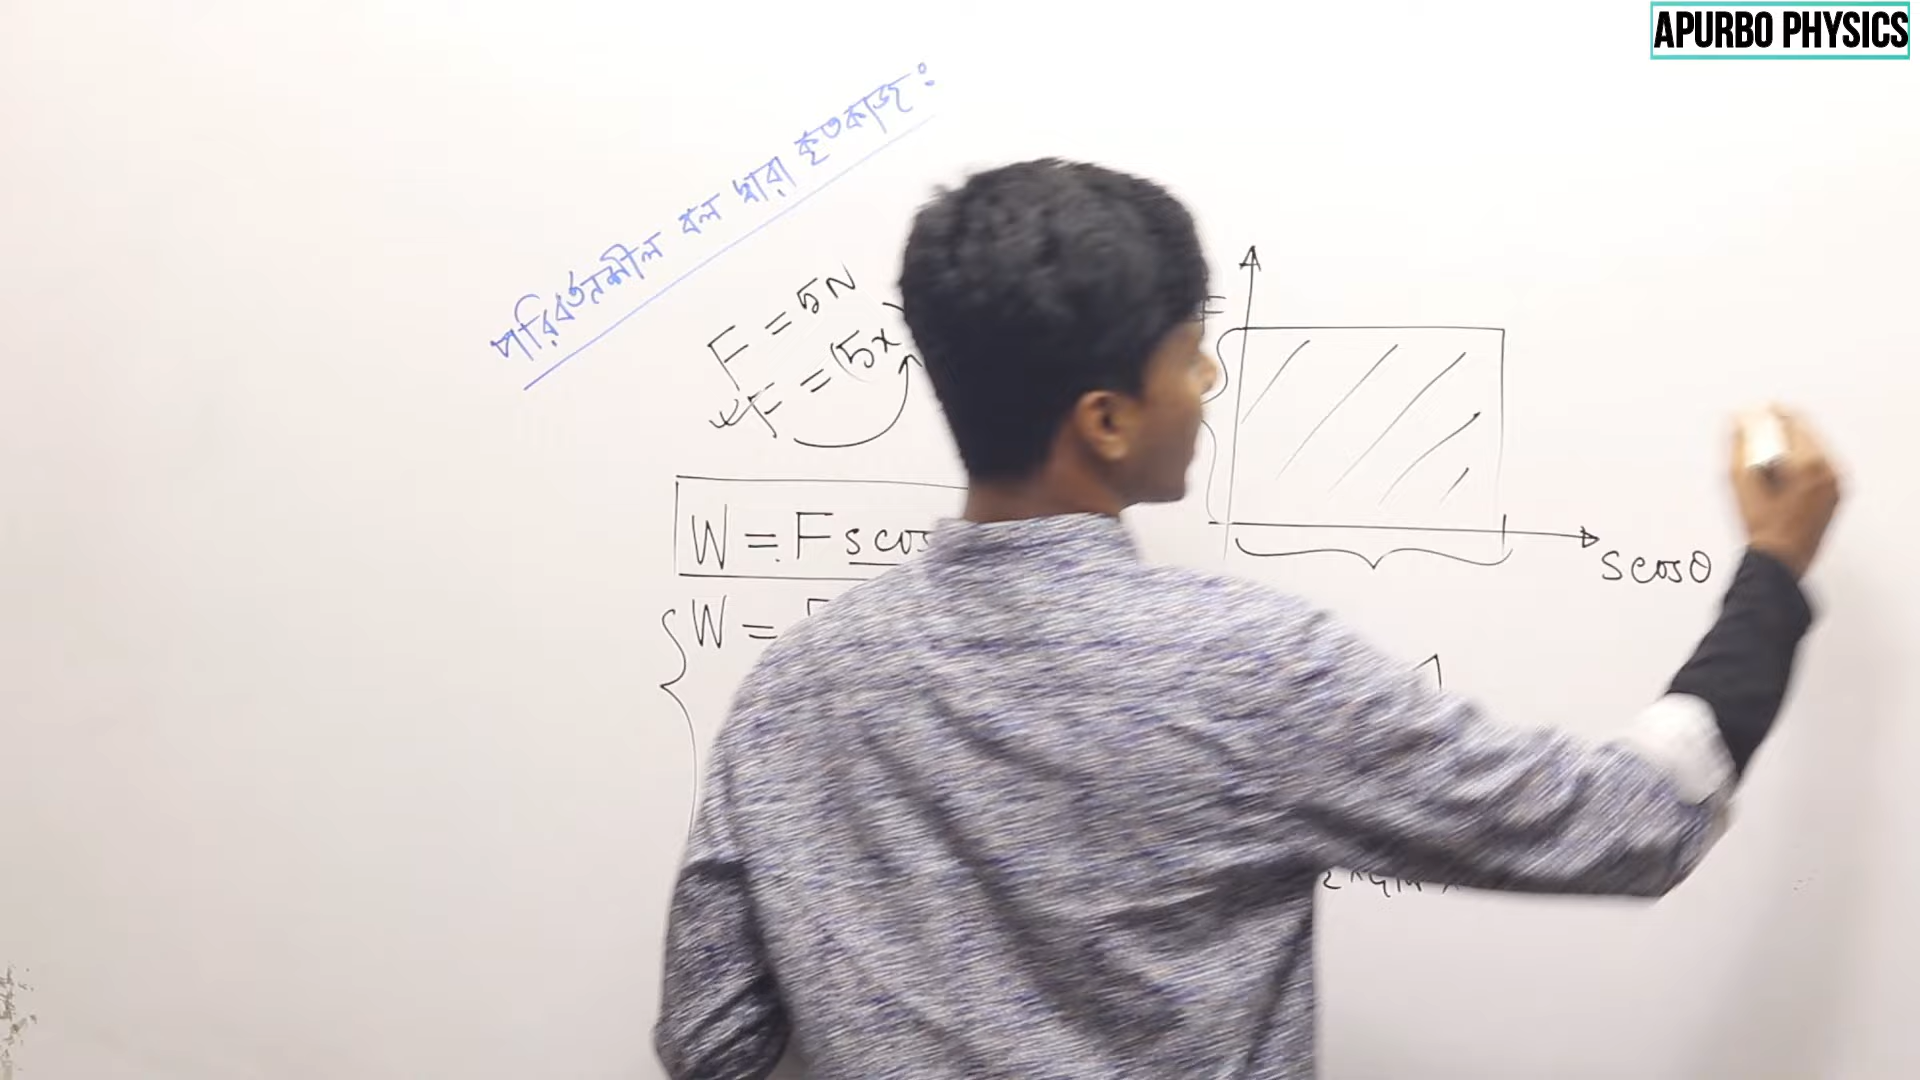 APURBO PHYSICS
পরিবর্তনশীল বল দ্বারা কৃতকাজ :
F = 5N
F = (5x
F
W = F s cos
W =
s cosθ